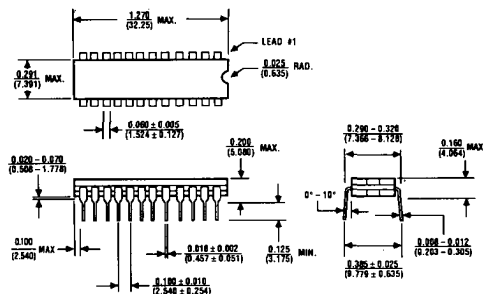 1.270
(32.25) MAX.
LEAD #1
0.291
(7.391) MAX.
0.025
(0.635) RAD.
0.060 ± 0.005
(1.524 ± 0.127)
0.020 – 0.070
(0.508 – 1.778)
0.200
(5.080) MAX.
0.290 – 0.320
(7.366 – 8.128)
0.160
(4.064) MAX
0° – 10°
0.100
(2.540) MAX
0.018 ± 0.002
(0.457 ± 0.051)
0.125
(3.175) MIN.
0.008 – 0.012
(0.203 – 0.305)
0.100 ± 0.010
(2.540 ± 0.254)
0.385 ± 0.025
(9.779 ± 0.635)